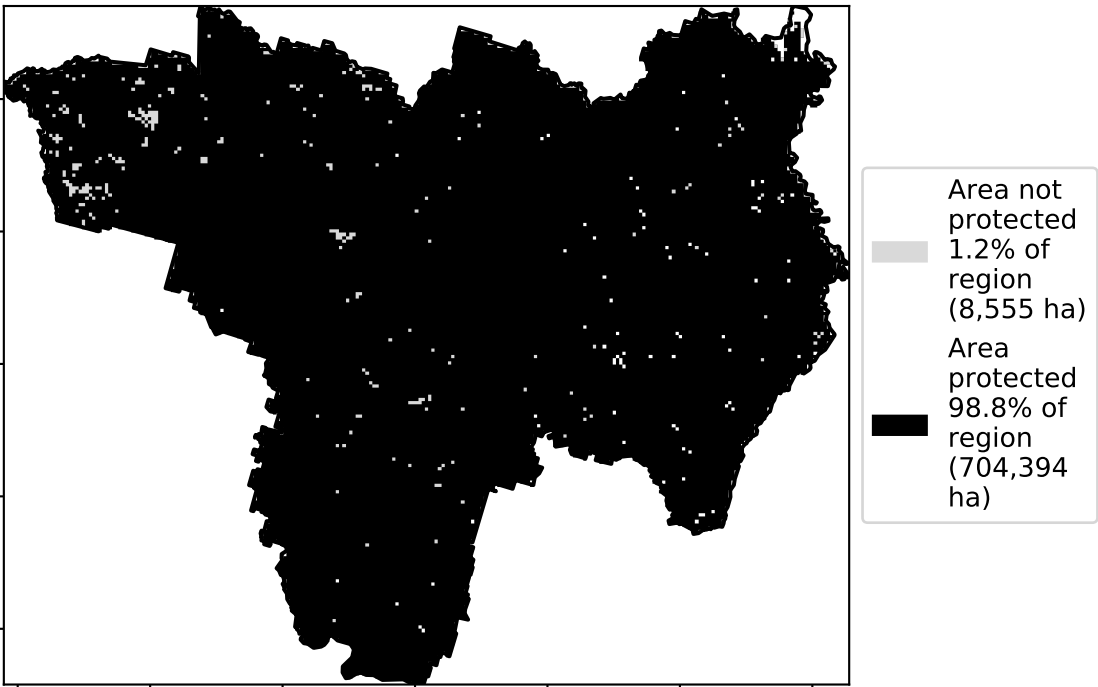 Area not
protected
1.2% of
region
(8,555 ha)
Area
protected
98.8% of
region
(704,394
ha)